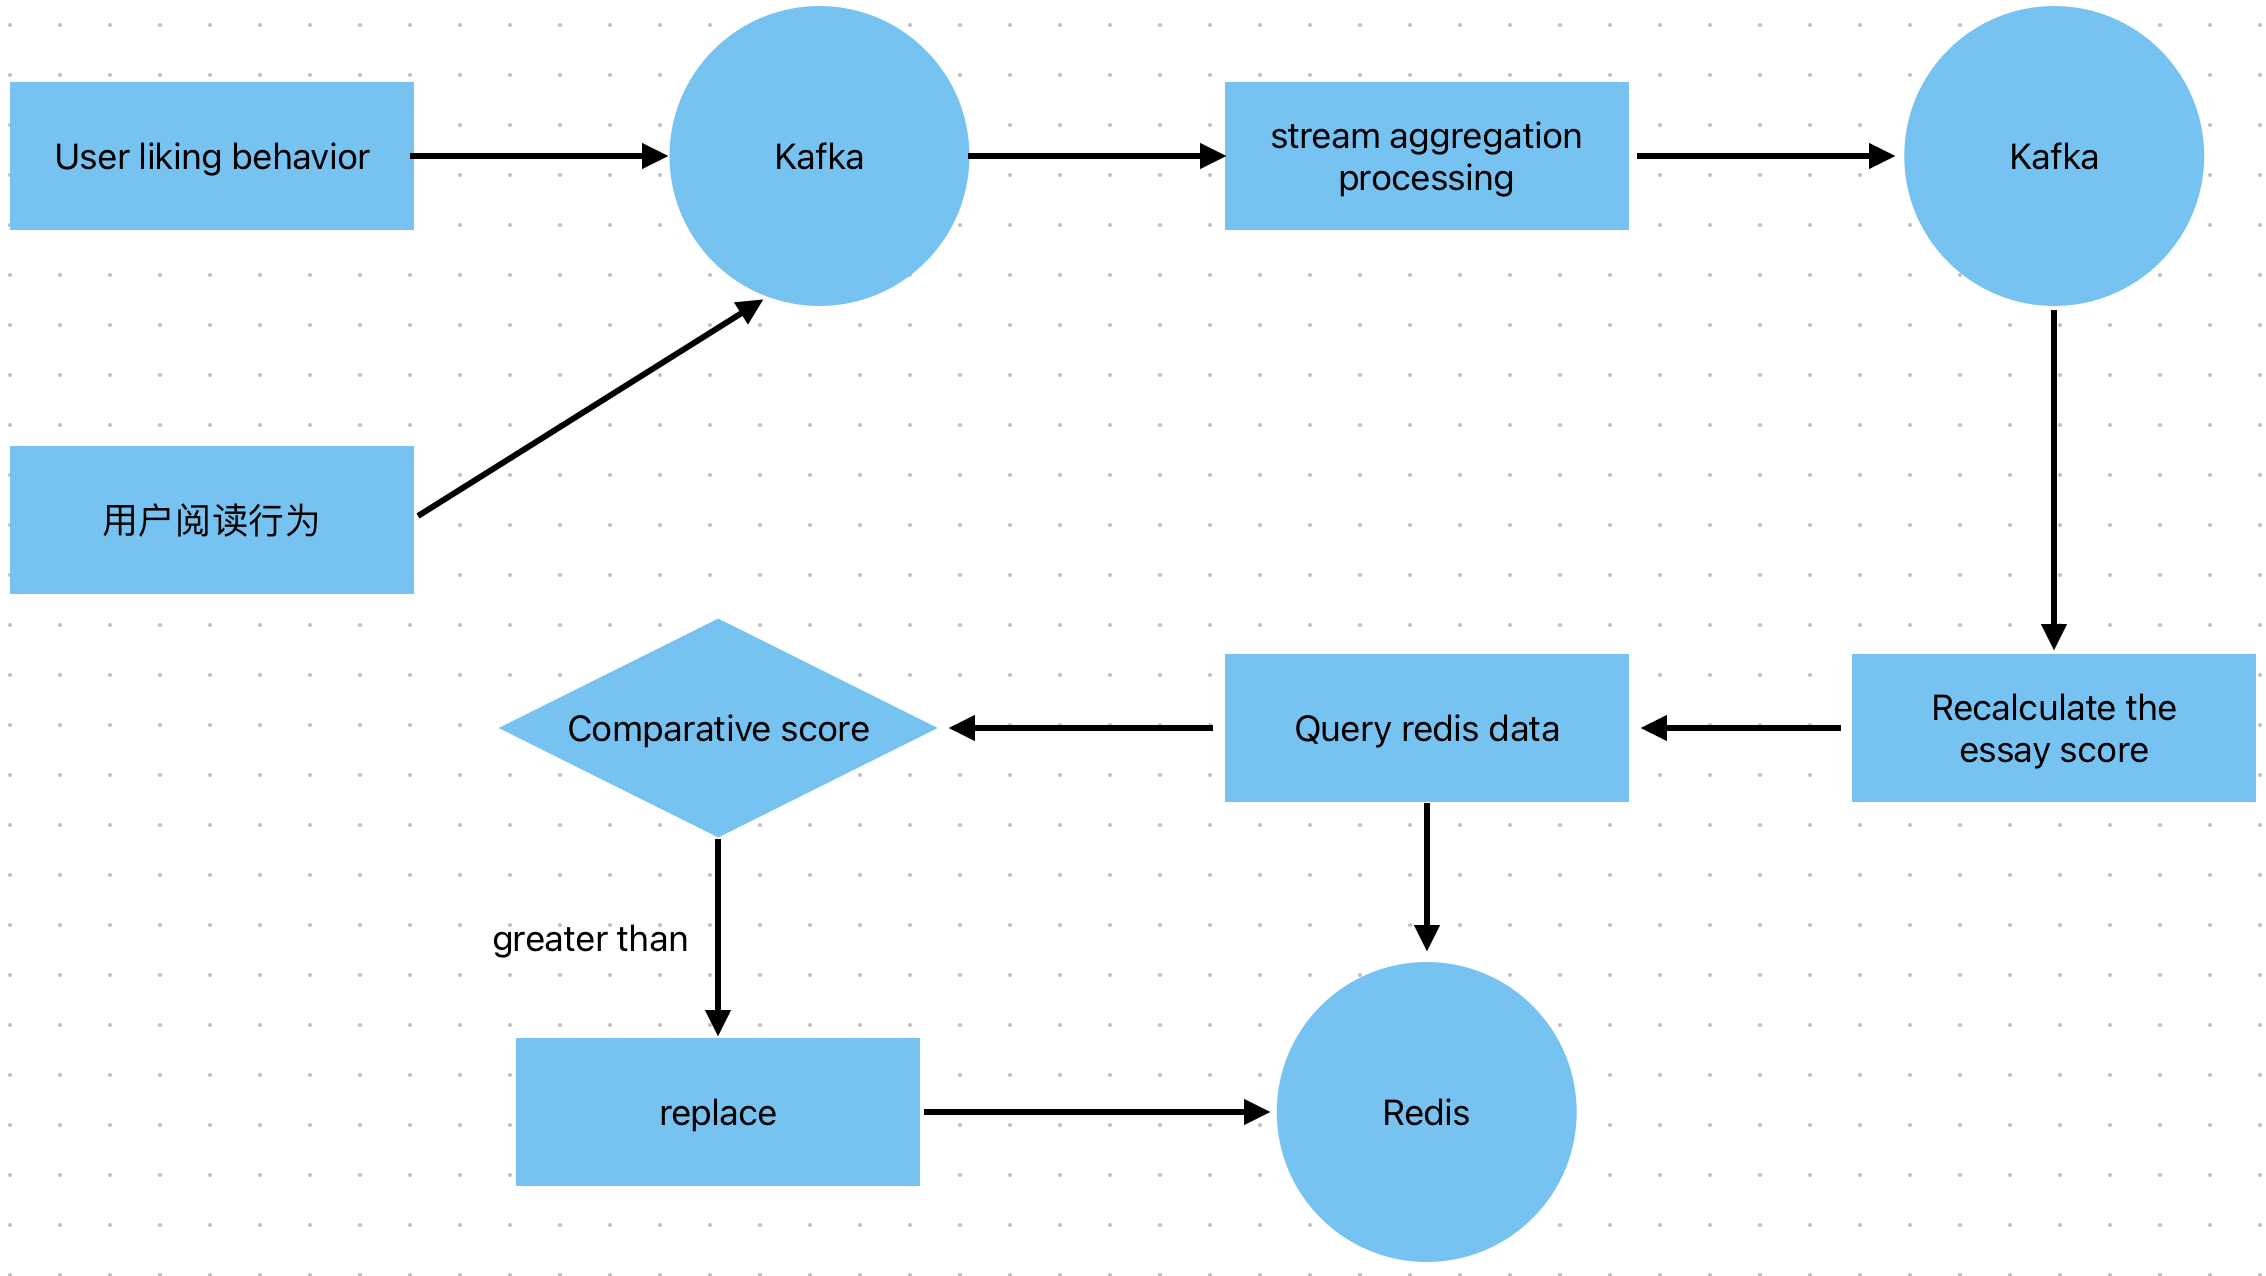 User liking behavior
Kafka
stream aggregation
processing
Kafka
用户阅读行为
Comparative score
Query redis data
Recalculate the
essay score
greater than
replace
Redis